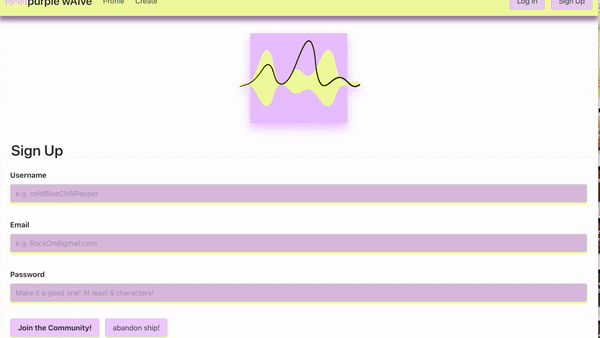 purple wAIve Profile Create Log In Sign Up
Sign Up
Username
e.g. coldBlueChilliPepper
Email
e.g. RockOn@gmail.com
Password
Make it a good one! At least 8 characters!
Join the Community! abandon ship!